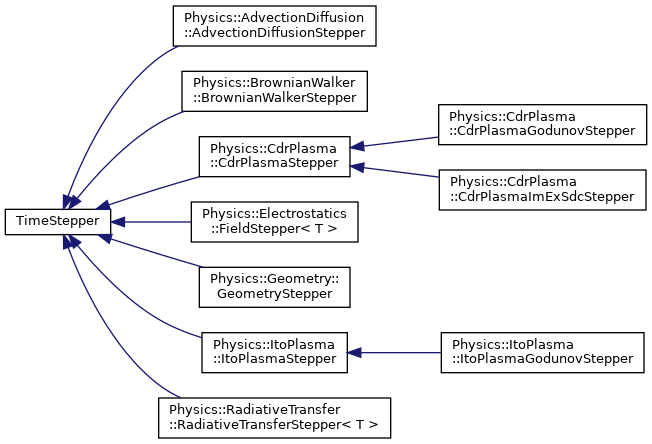 Physics::AdvectionDiffusion
::AdvectionDiffusionStepper
Physics::BrownianWalker
::BrownianWalkerStepper
Physics::CdrPlasma
::CdrPlasmaStepper
Physics::CdrPlasma
::CdrPlasmaGodunovStepper
Physics::CdrPlasma
::CdrPlasmaImExSdcStepper
TimeStepper
Physics::Electrostatics
::FieldStepper< T >
Physics::Geometry::
GeometryStepper
Physics::ItoPlasma
::ItoPlasmaStepper
Physics::ItoPlasma
::ItoPlasmaGodunovStepper
Physics::RadiativeTransfer
::RadiativeTransferStepper< T >